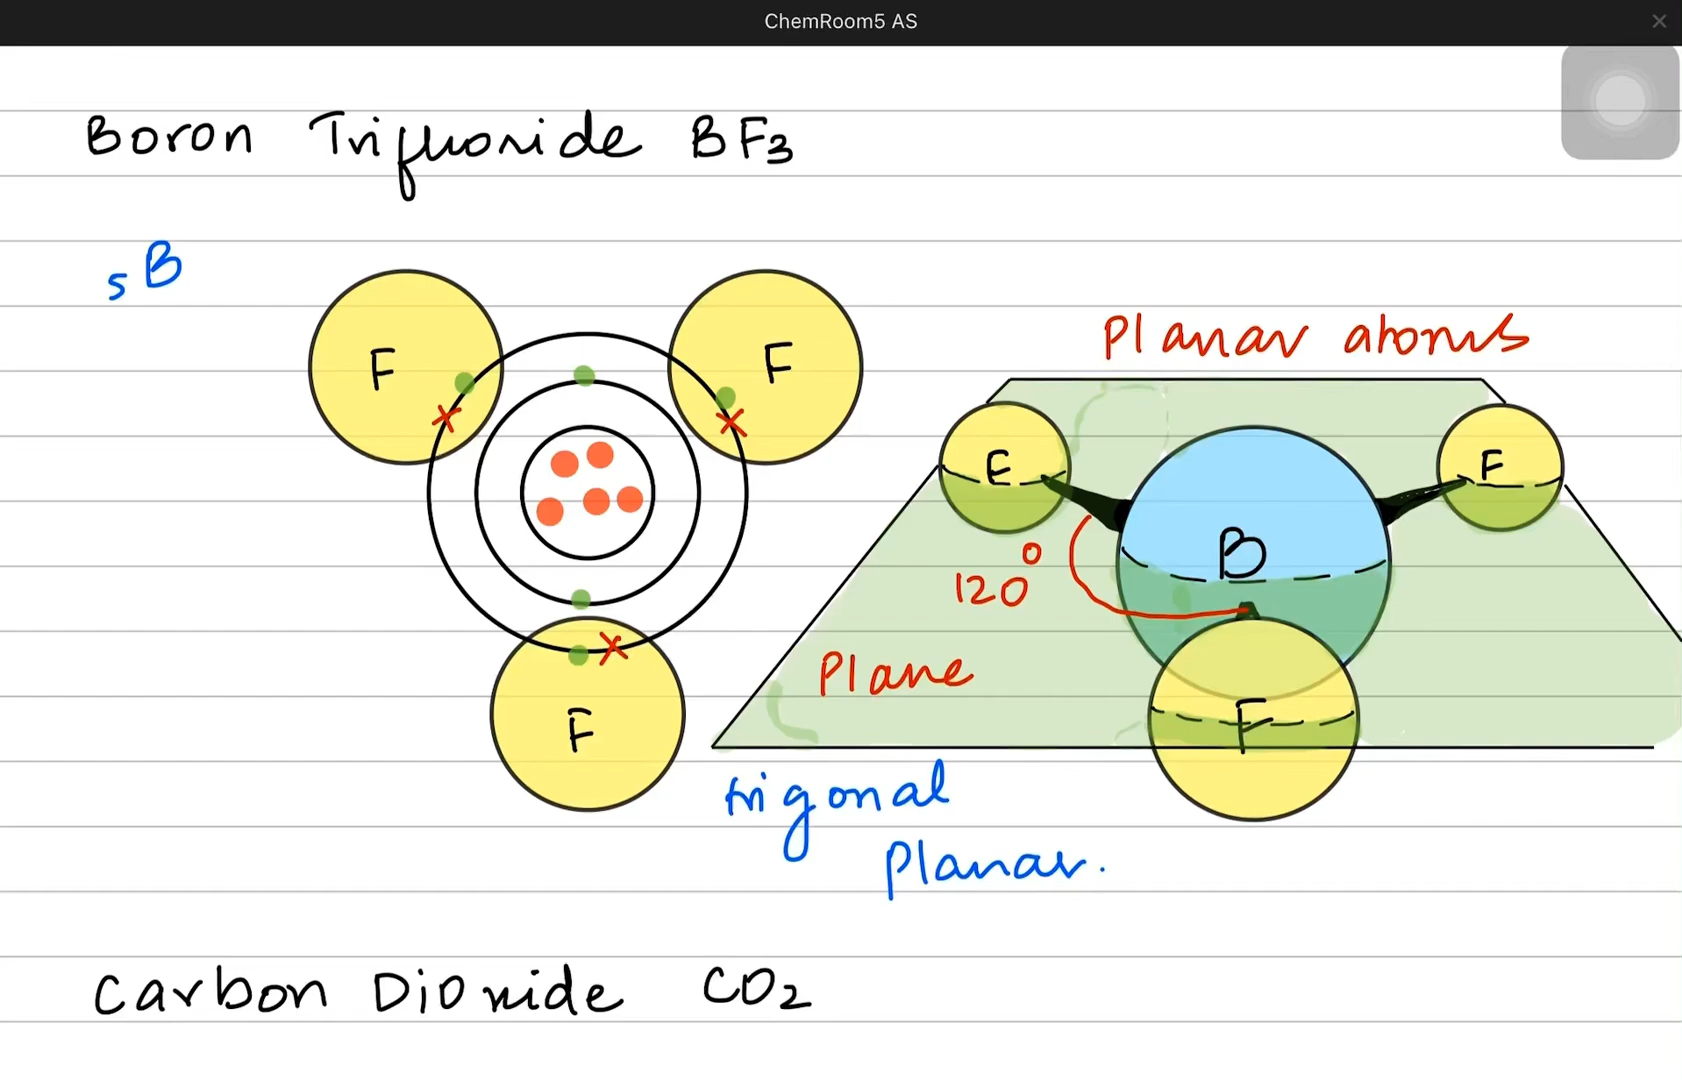 ChemRoom5 AS
Boron Trifluoride BF3
5B
F F
F
Planar atoms
F F
B
120°
Plane
F
trigonal
planar.
Carbon Dioxide CO2